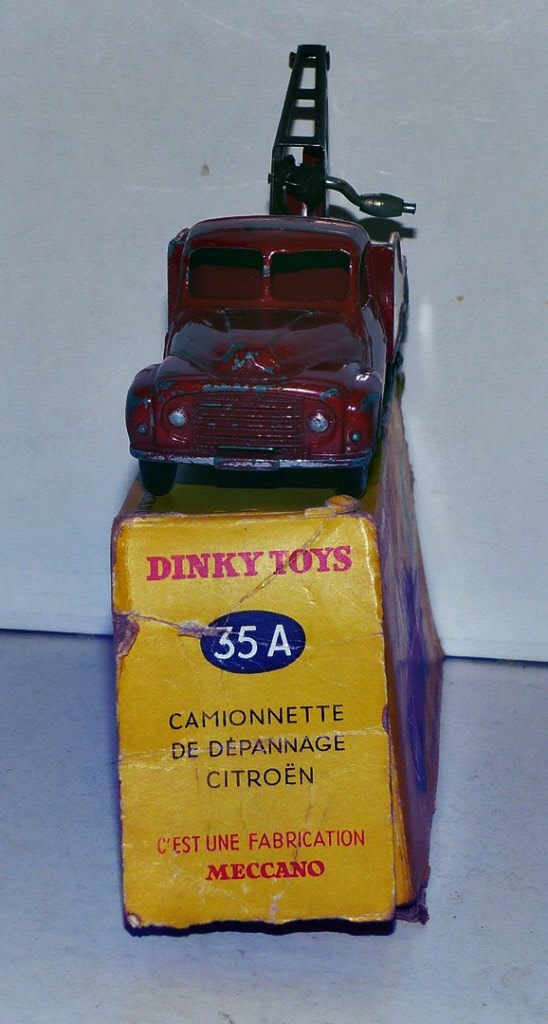 DINKY TOYS
35 A
CAMIONNETTE
DE DÉPANNAGE
CITROËN
C'EST UNE FABRICATION
MECCANO